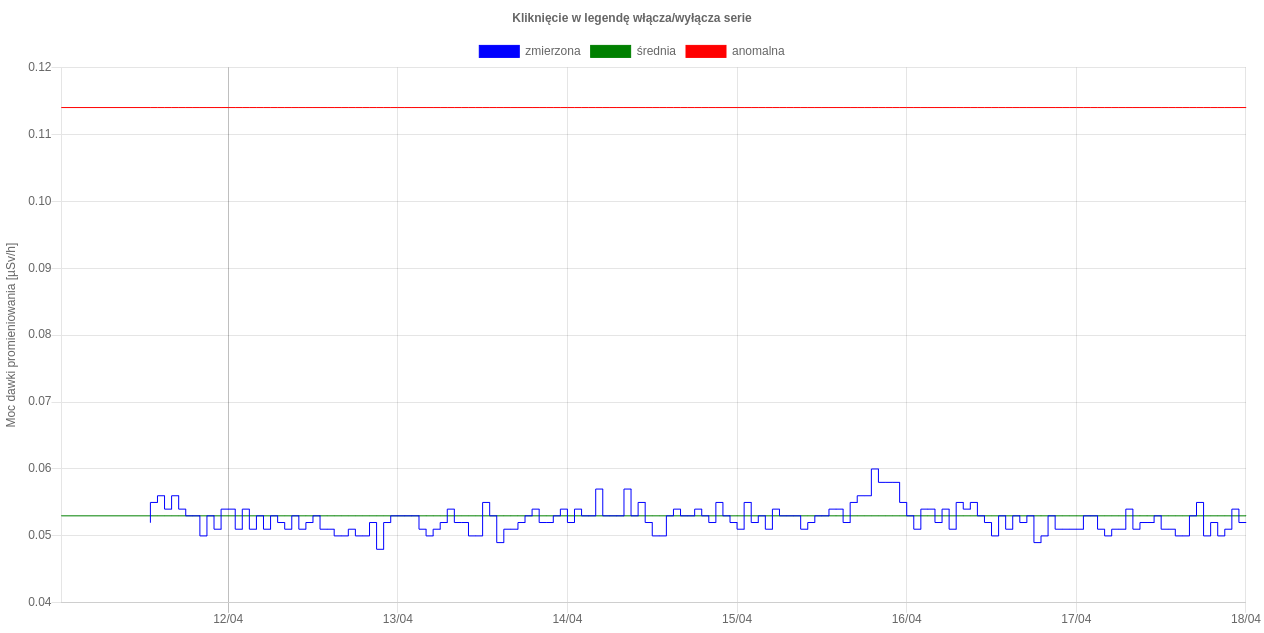 Kliknięcie w legendę włącza/wyłącza serie
zmierzona średnia anomalna
Moc dawki promieniowania [µSv/h]
0.12
0.11
0.10
0.09
0.08
0.07
0.06
0.05
0.04
12/04 13/04 14/04 15/04 16/04 17/04 18/04